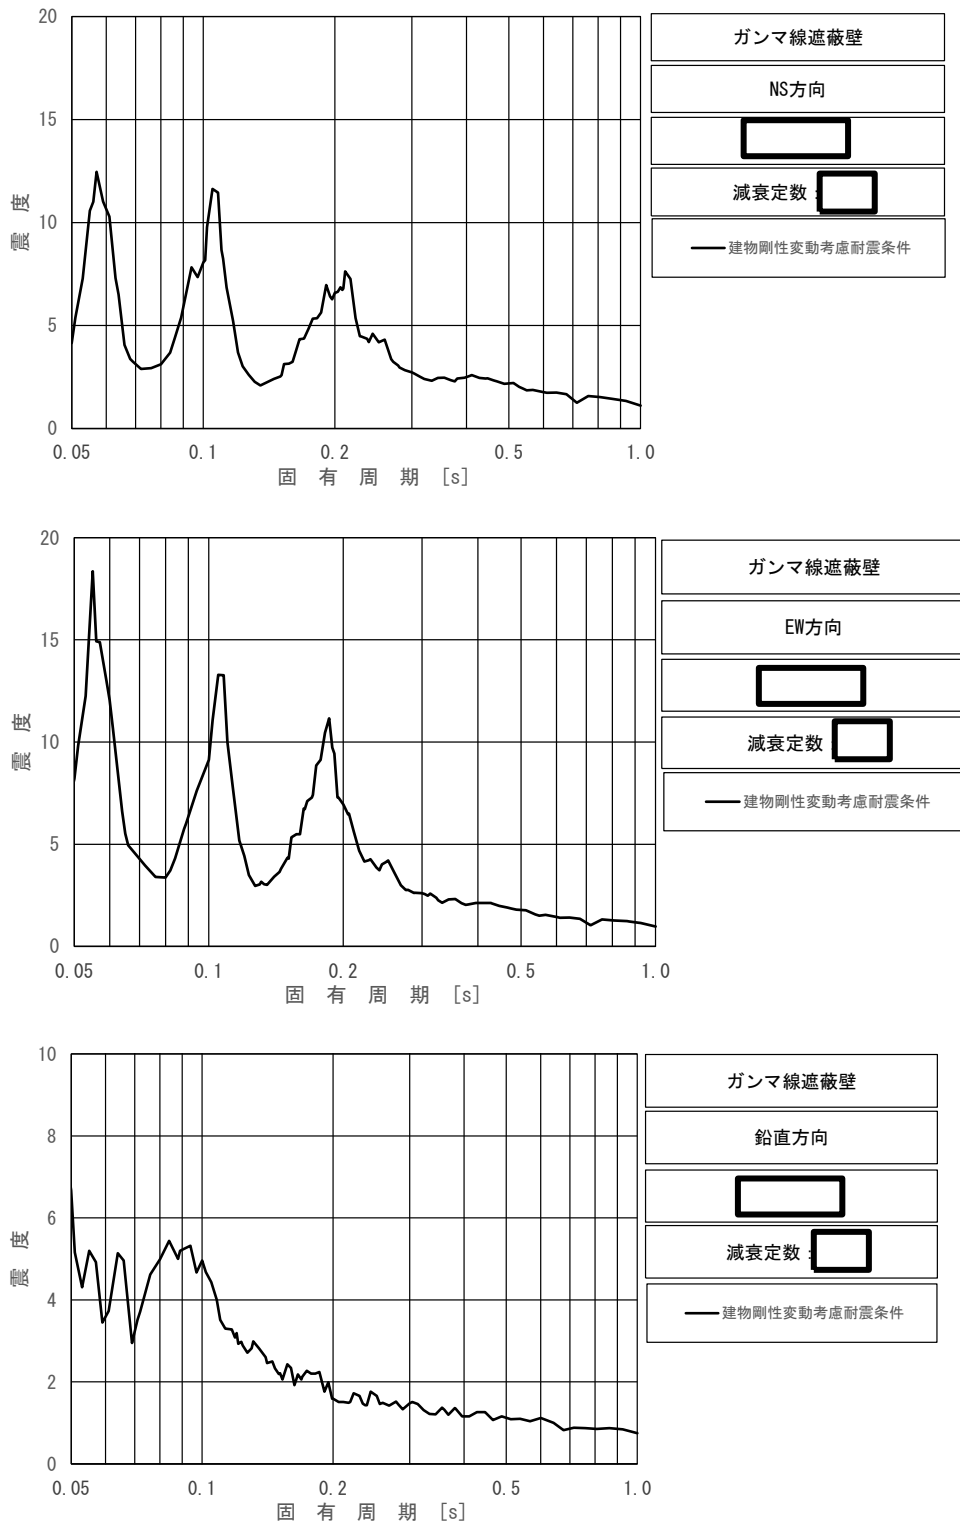 20
15
10
5
0
震度
0.05 0.1 0.2 0.5 1.0
固有周期 [s]
ガンマ線遮蔽壁
NS方向
減衰定数：
建物剛性変動考慮耐震条件
20
15
10
5
0
震度
0.05 0.1 0.2 0.5 1.0
固有周期 [s]
ガンマ線遮蔽壁
EW方向
減衰定数：
建物剛性変動考慮耐震条件
10
8
6
4
2
0
震度
0.05 0.1 0.2 0.5 1.0
固有周期 [s]
ガンマ線遮蔽壁
鉛直方向
減衰定数：
建物剛性変動考慮耐震条件